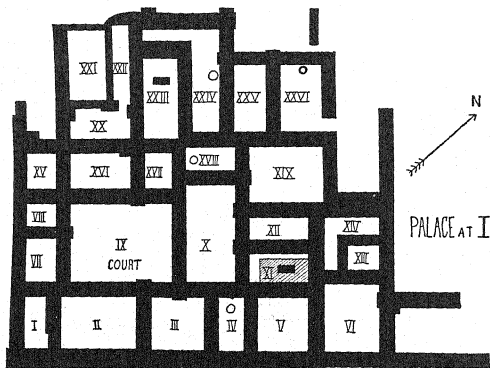 XXI XXII
XXIII XXIV XXV XXVI
N
XX
XV XVI XVII XVIII XIX
VIII
XII XIV
PALACE AT I
VII IX X XI XIII
COURT
I II III IV V VI